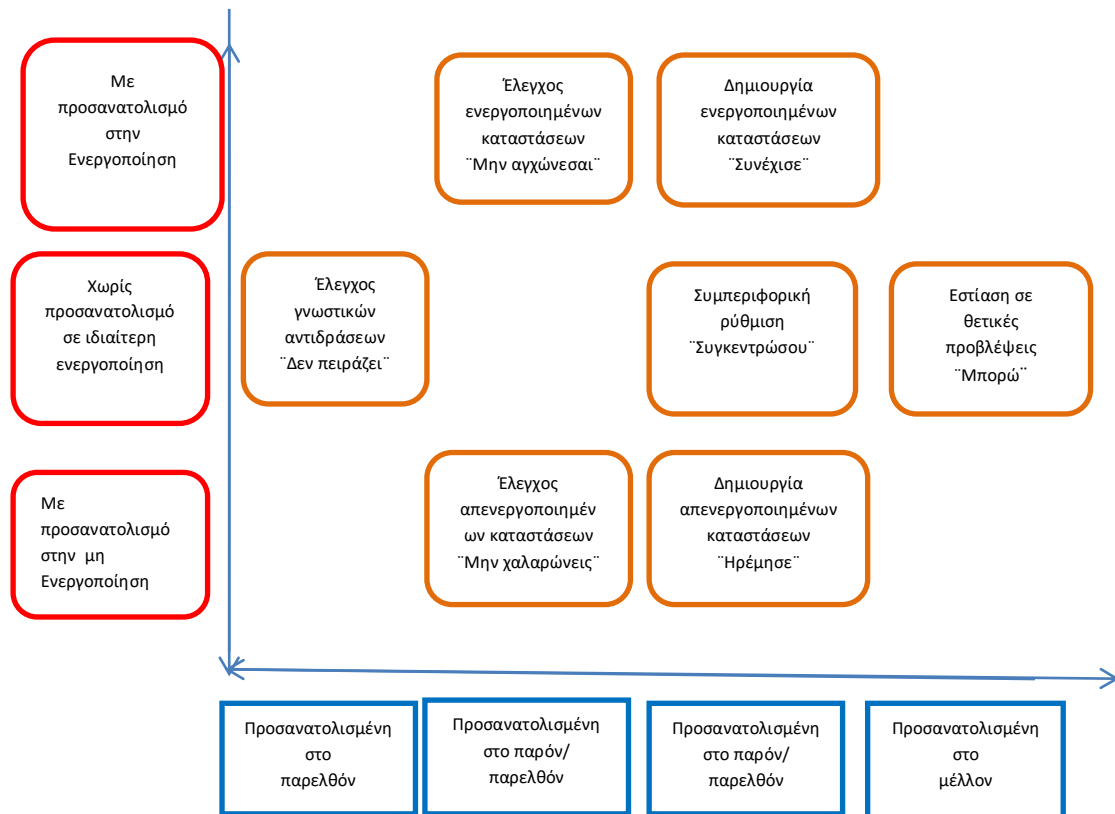 Με
προσανατολισμό
στην
Ενεργοποίηση
Έλεγχος
ενεργοποιημένων
καταστάσεων
¨Μην αγχώνεσαι¨
Δημιουργία
ενεργοποιημένων
καταστάσεων
¨Συνέχισε¨
Χωρίς
προσανατολισμό
σε ιδιαίτερη
ενεργοποίηση
Έλεγχος
γνωστικών
αντιδράσεων
¨Δεν πειράζει¨
Συμπεριφορική
ρύθμιση
¨Συγκεντρώσου¨
Εστίαση σε
θετικές
προβλέψεις
¨Μπορώ¨
Με
προσανατολισμό
στην μη
Ενεργοποίηση
Έλεγχος
απενεργοποιημέν
ων καταστάσεων
¨Μην χαλαρώνεις¨
Δημιουργία
απενεργοποιημένων
καταστάσεων
¨Ηρέμησε¨
Προσανατολισμένη
στο
παρελθόν
Προσανατολισμένη
στο παρόν/
παρελθόν
Προσανατολισμένη
στο παρόν/
παρελθόν
Προσανατολισμένη
στο
μέλλον